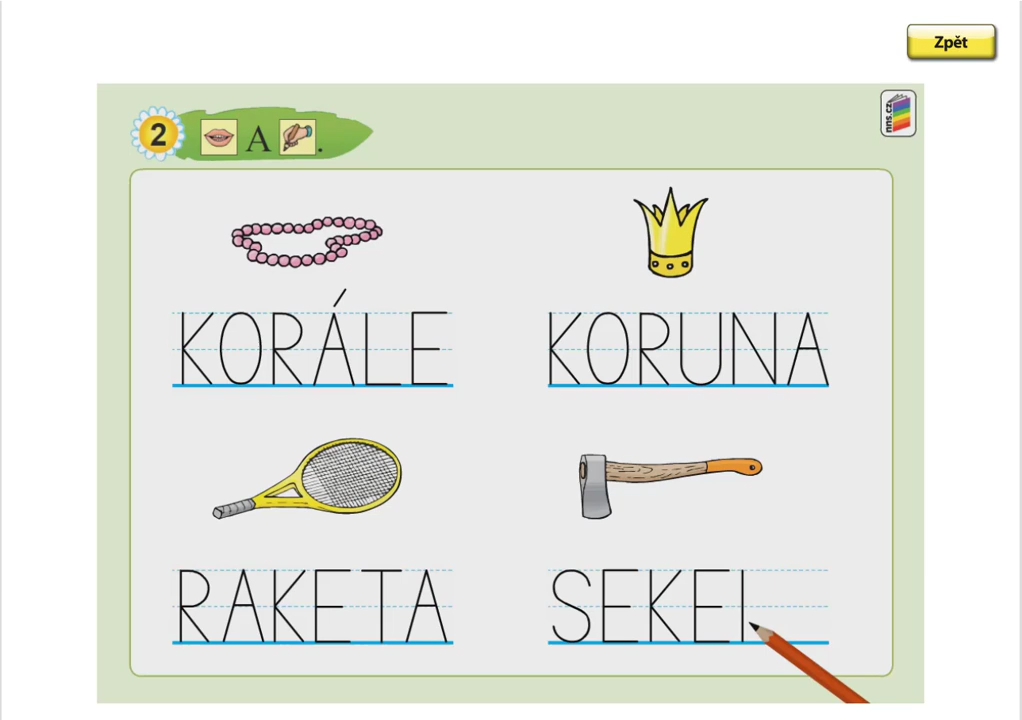 Zpět
nns.cz
2 A .
KORÁLE KORUNA
RAKETA SEKEI